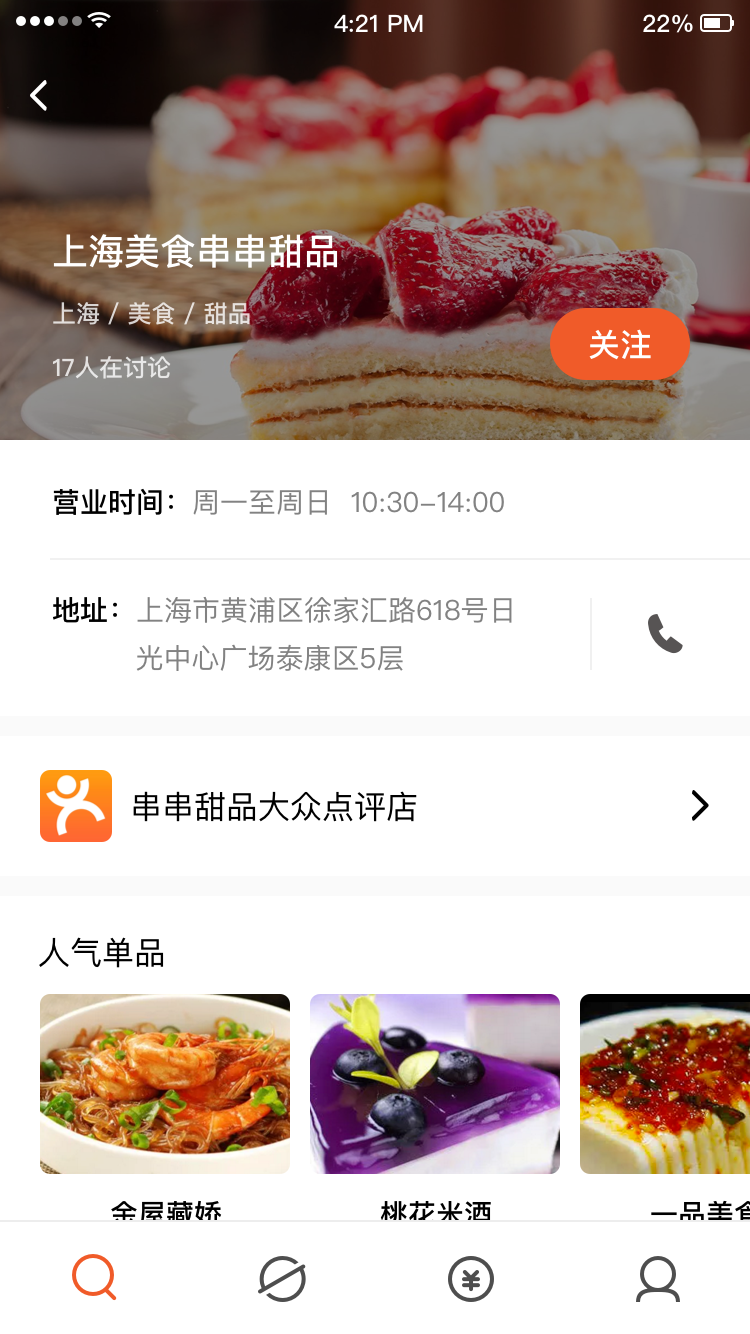 4:21 PM
22%
上海美食串串甜品
上海 / 美食 / 甜品
17人在讨论
关注
营业时间：周一至周日 10:30–14:00
地址：上海市黄浦区徐家汇路618号日
光中心广场泰康区5层
串串甜品大众点评店
人气单品
金屋藏娇
桃花米酒
一品美食